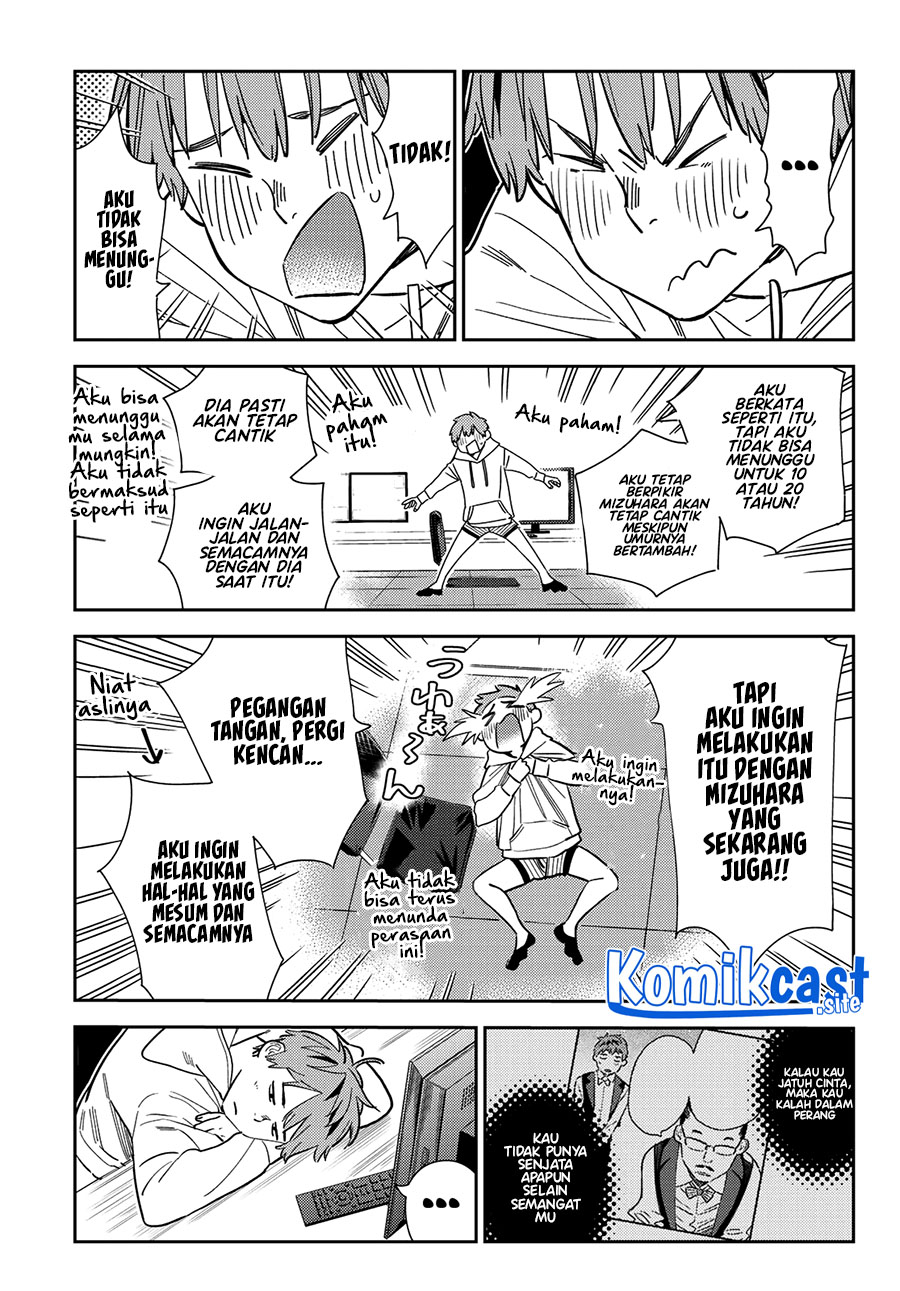 ...
TIDAK!
AKU
TIDAK
BISA
MENUNG-
GU!
AKU
BERKATA
SEPERTI ITU,
TAPI AKU
TIDAK BISA
MENUNGGU
UNTUK 10
ATAU 20
TAHUN!
Aku paham!
AKU TETAP
BERPIKIR
MIZUHARA AKAN
TETAP CANTIK
MESKIPUN
UMURNYA
BERTAMBAH!
Aku
paham
itu!
DIA PASTI
AKAN TETAP
CANTIK
AKU
INGIN JALAN-
JALAN DAN
SEMACAMNYA
DENGAN DIA
SAAT ITU!
Aku bisa
menunggu
mu selama
mungkin!
Aku tidak
bermaksud
seperti itu
TAPI
AKU INGIN
MELAKUKAN
ITU DENGAN
MIZUHARA
YANG
SEKARANG
JUGA!!
Aku ingin
melakukan-
nya!
うゆぁ~ん
PEGANGAN
TANGAN, PERGI
KENCAN...
Aku tidak
bisa terus
menunda
perasaan
ini!
Niat
aslinya
AKU INGIN
MELAKUKAN
HAL-HAL YANG
MESUM DAN
SEMACAMNYA
Komikcast
.site
KALAU KAU
JATUH CINTA,
MAKA KAU
KALAH DALAM
PERANG
KAU
TIDAK PUNYA
SENJATA
APAPUN
SELAIN
SEMANGAT
MU
...